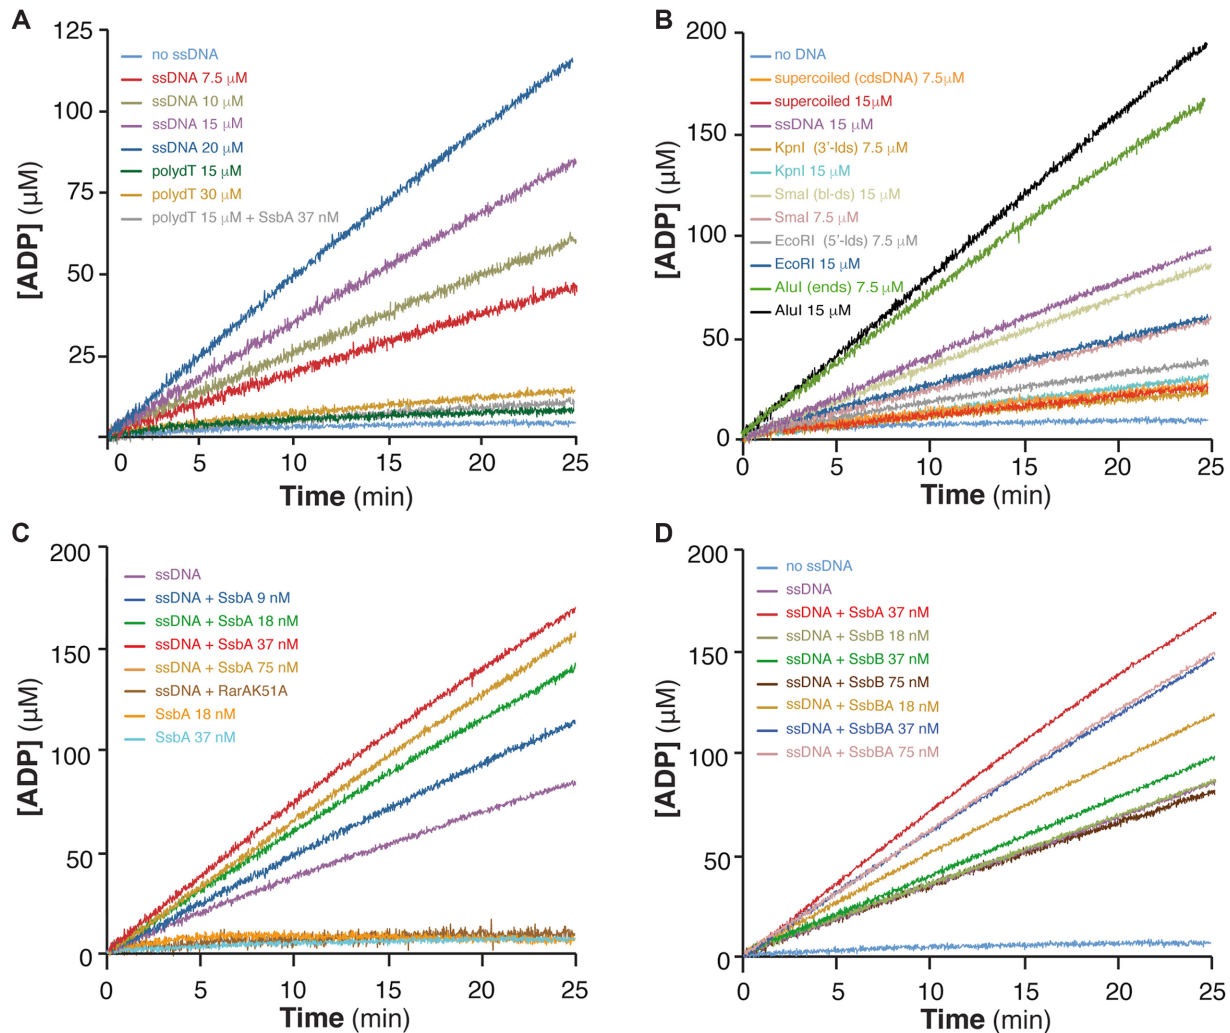 A
[ADP] (µM)
125
100
75
50
25
no ssDNA
ssDNA 7.5 µM
ssDNA 10 µM
ssDNA 15 µM
ssDNA 20 µM
polydT 15 µM
polydT 30 µM
polydT 15 µM + SsbA 37 nM
0 5 10 15 20 25
Time (min)
B
[ADP] (µM)
200
150
100
50
0
no DNA
supercoiled (cdsDNA) 7.5µM
supercoiled 15µM
ssDNA 15 µM
KpnI (3'-lds) 7.5 µM
KpnI 15 µM
SmaI (bl-ds) 15 µM
SmaI 7.5 µM
EcoRI (5'-lds) 7.5 µM
EcoRI 15 µM
AluI (ends) 7.5 µM
AluI 15 µM
0 5 10 15 20 25
Time (min)
C
[ADP] (µM)
200
150
100
50
0
ssDNA
ssDNA + SsbA 9 nM
ssDNA + SsbA 18 nM
ssDNA + SsbA 37 nM
ssDNA + SsbA 75 nM
ssDNA + RarAK51A
SsbA 18 nM
SsbA 37 nM
0 5 10 15 20 25
Time (min)
D
[ADP] (µM)
200
150
100
50
0
no ssDNA
ssDNA
ssDNA + SsbA 37 nM
ssDNA + SsbB 18 nM
ssDNA + SsbB 37 nM
ssDNA + SsbB 75 nM
ssDNA + SsbBA 18 nM
ssDNA + SsbBA 37 nM
ssDNA + SsbBA 75 nM
0 5 10 15 20 25
Time (min)